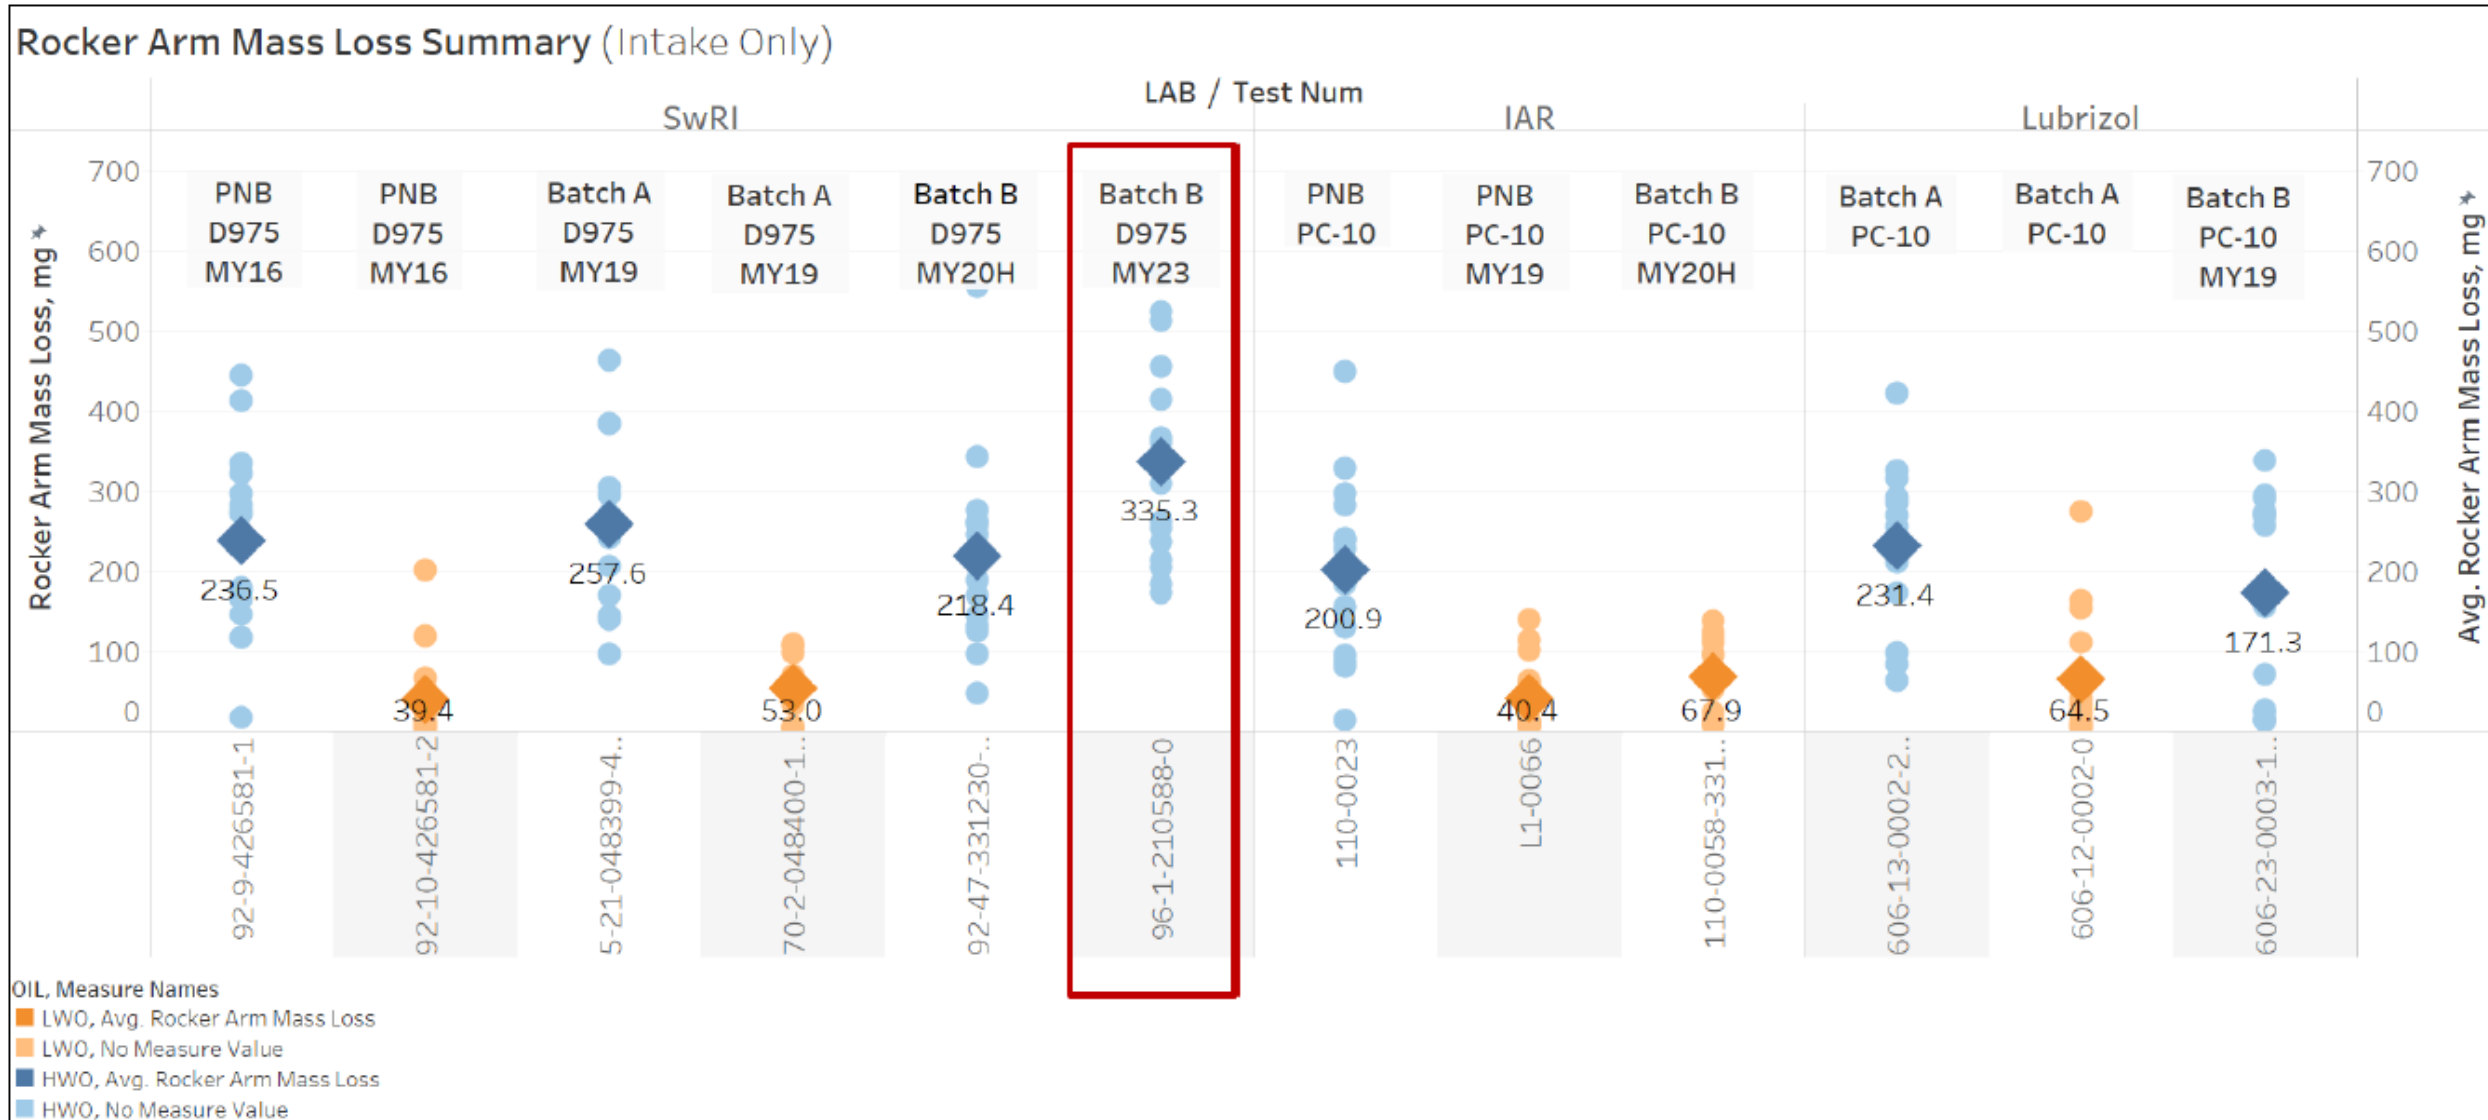 Rocker Arm Mass Loss Summary (Intake Only)
LAB / Test Num
SwRI
IAR
Lubrizol
Rocker Arm Mass Loss, mg
700
600
500
400
300
200
100
0
PNB
D975
MY16
PNB
D975
MY16
Batch A
D975
MY19
Batch A
D975
MY19
Batch B
D975
MY20H
Batch B
D975
MY23
PNB
PC-10
PNB
PC-10
MY19
Batch B
PC-10
MY20H
Batch A
PC-10
Batch A
PC-10
Batch B
PC-10
MY19
236.5
39.4
257.6
53.0
218.4
335.3
200.9
40.4
67.9
231.4
64.5
171.3
700
600
500
400
300
200
100
0
Avg. Rocker Arm Mass Loss, mg
92-9-426581-1
92-10-426581-2
5-21-048399-4..
70-2-048400-1..
92-47-331230-..
96-1-210588-0
110-0023
L1-0066
110-0058-331..
606-13-0002-2..
606-12-0002-0
606-23-0003-1..
OIL, Measure Names
LWO, Avg. Rocker Arm Mass Loss
LWO, No Measure Value
HWO, Avg. Rocker Arm Mass Loss
HWO, No Measure Value